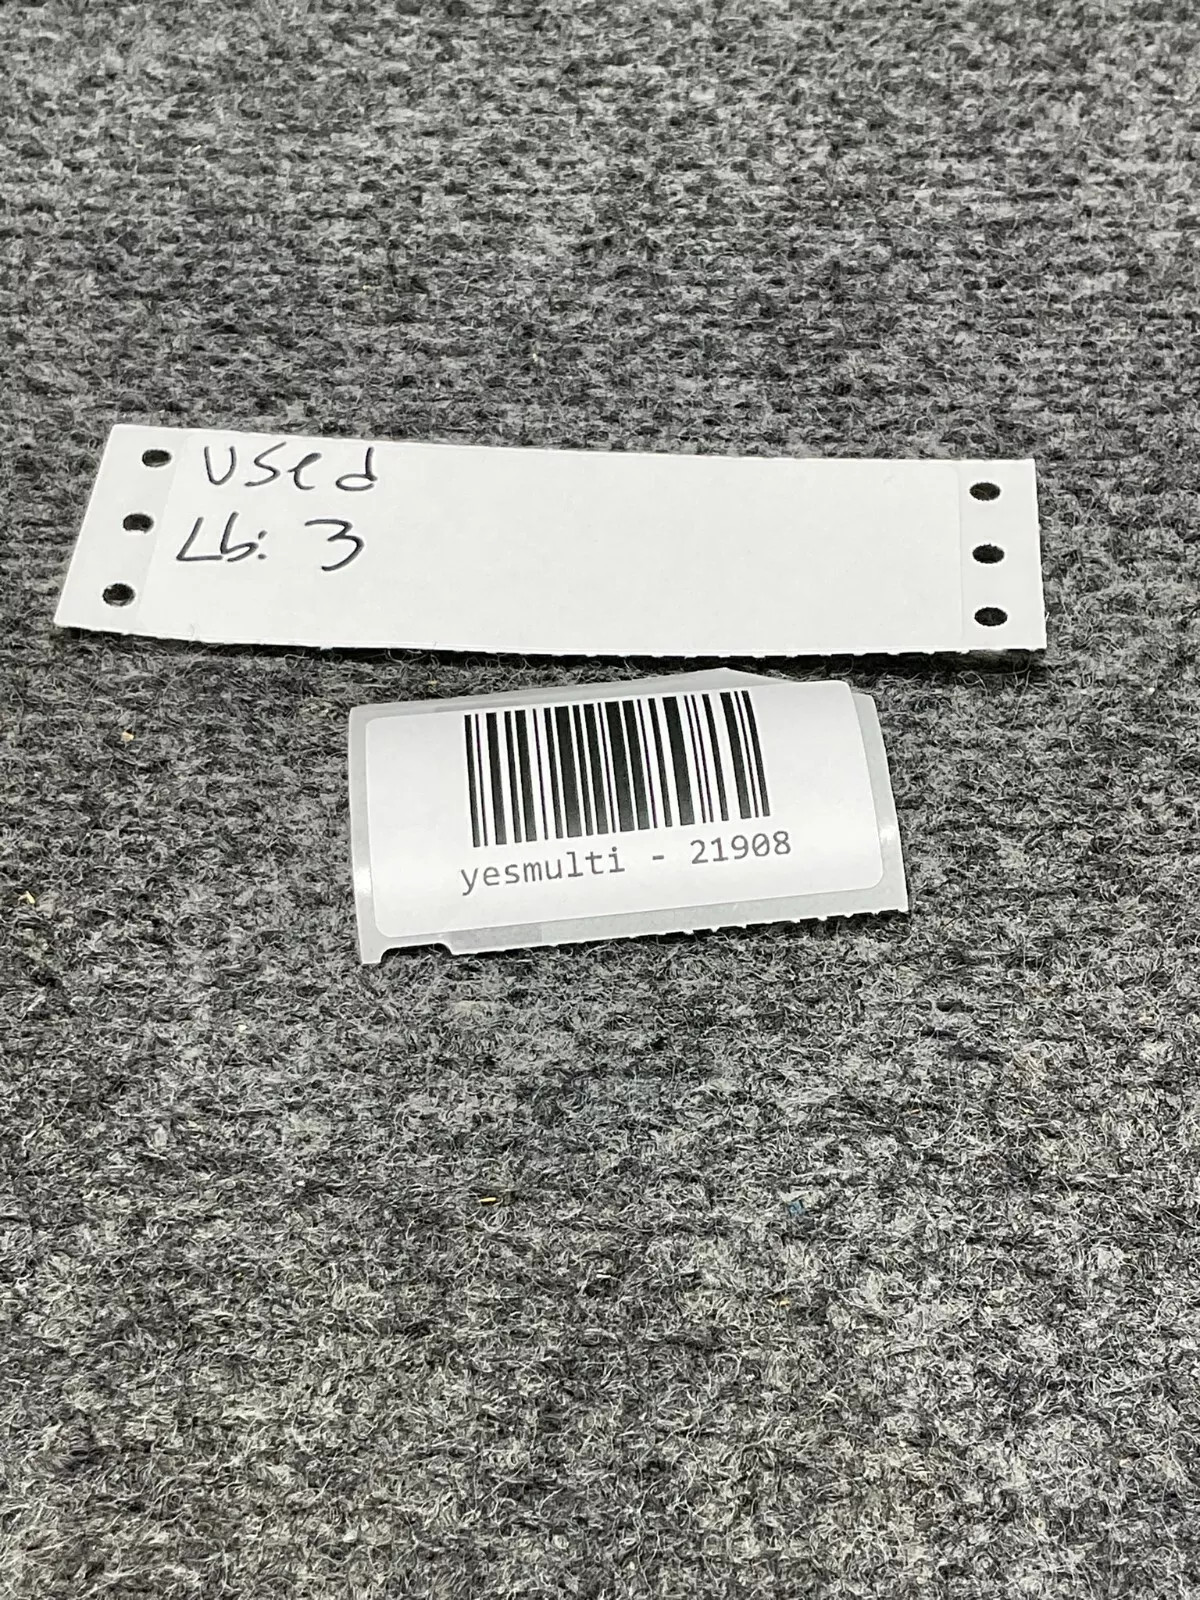 Used
Lb: 3
yesmulti - 21908